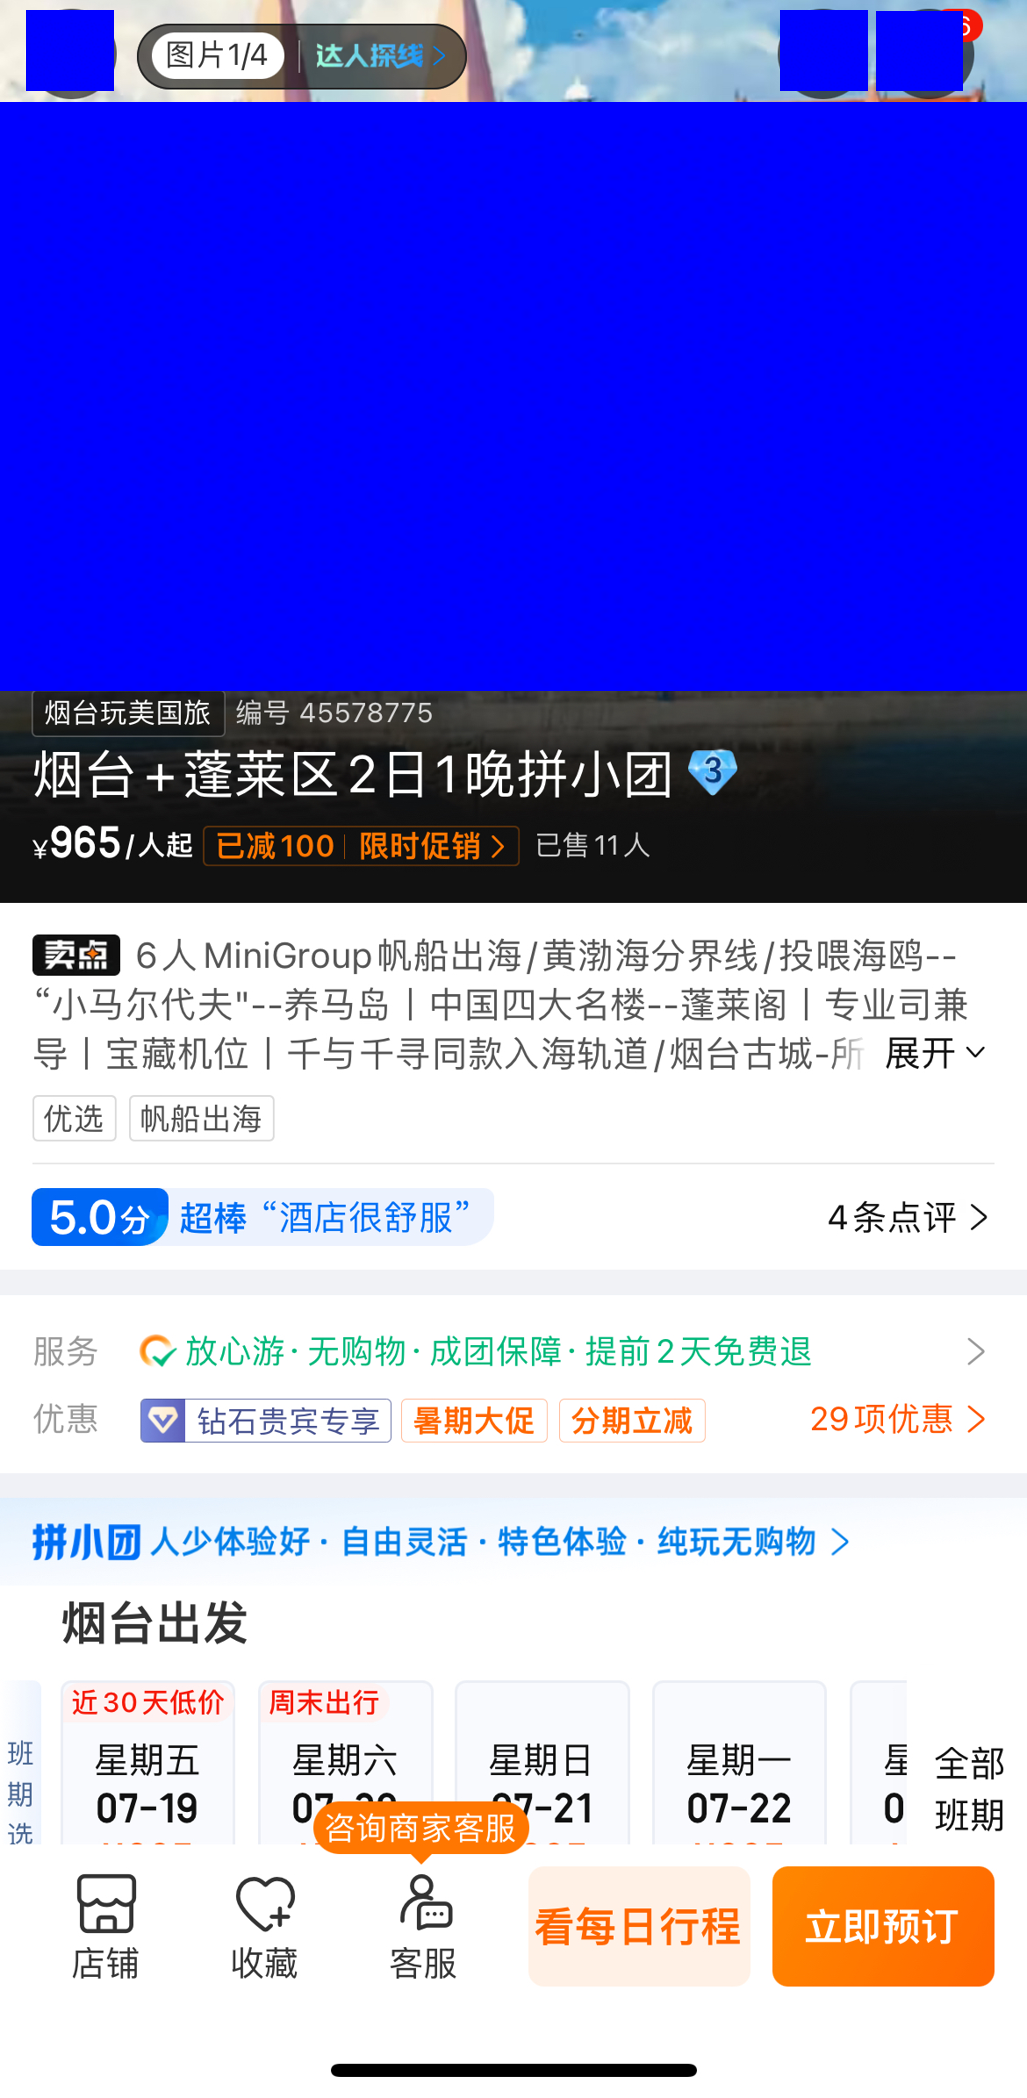 图片1/4 达人探线
6
烟台玩美国旅 编号 45578775
烟台+蓬莱区2日1晚拼小团 3
¥965/人起 已减100 限时促销 已售11人
卖点 6人MiniGroup帆船出海/黄渤海分界线/投喂海鸥--
“小马尔代夫"--养马岛丨中国四大名楼--蓬莱阁丨专业司兼
导丨宝藏机位丨千与千寻同款入海轨道/烟台古城-所 展开
优选 帆船出海
5.0分 超棒 “酒店很舒服” 4条点评
服务 放心游·无购物·成团保障·提前2天免费退
优惠 钻石贵宾专享 暑期大促 分期立减 29项优惠
拼小团 人少体验好·自由灵活·特色体验·纯玩无购物
烟台出发
近30天低价 周末出行
班期选 星期五 星期六 星期日 星期一 全部
07-19 07-21 07-22 班期
咨询商家客服
店铺 收藏 客服 看每日行程 立即预订